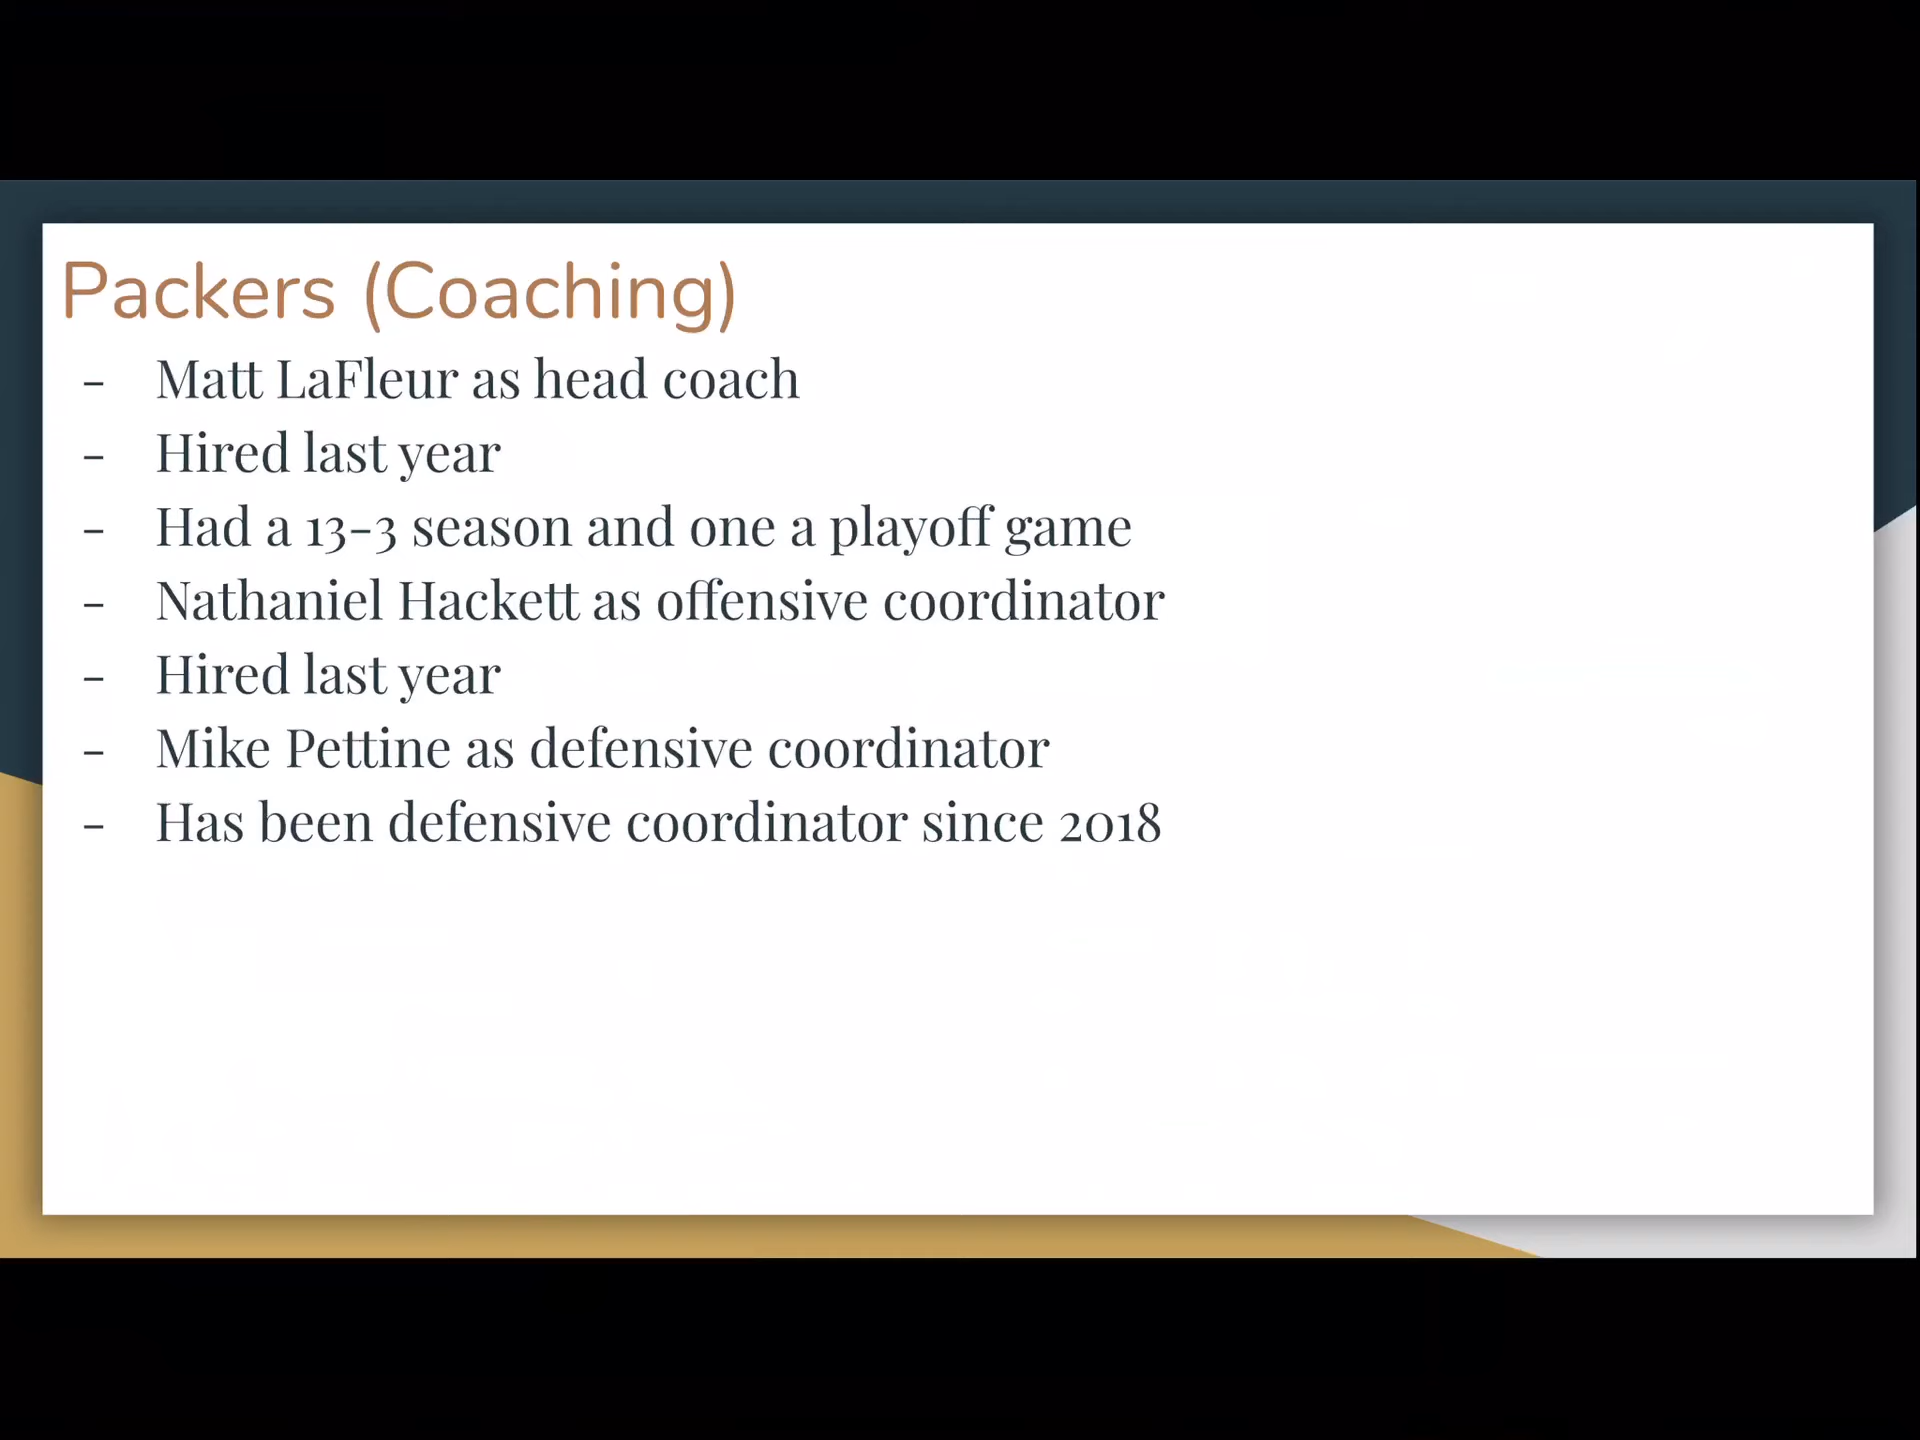 Packers (Coaching)
- Matt LaFleur as head coach
- Hired last year
- Had a 13-3 season and one a playoff game
- Nathaniel Hackett as offensive coordinator
- Hired last year
- Mike Pettine as defensive coordinator
- Has been defensive coordinator since 2018